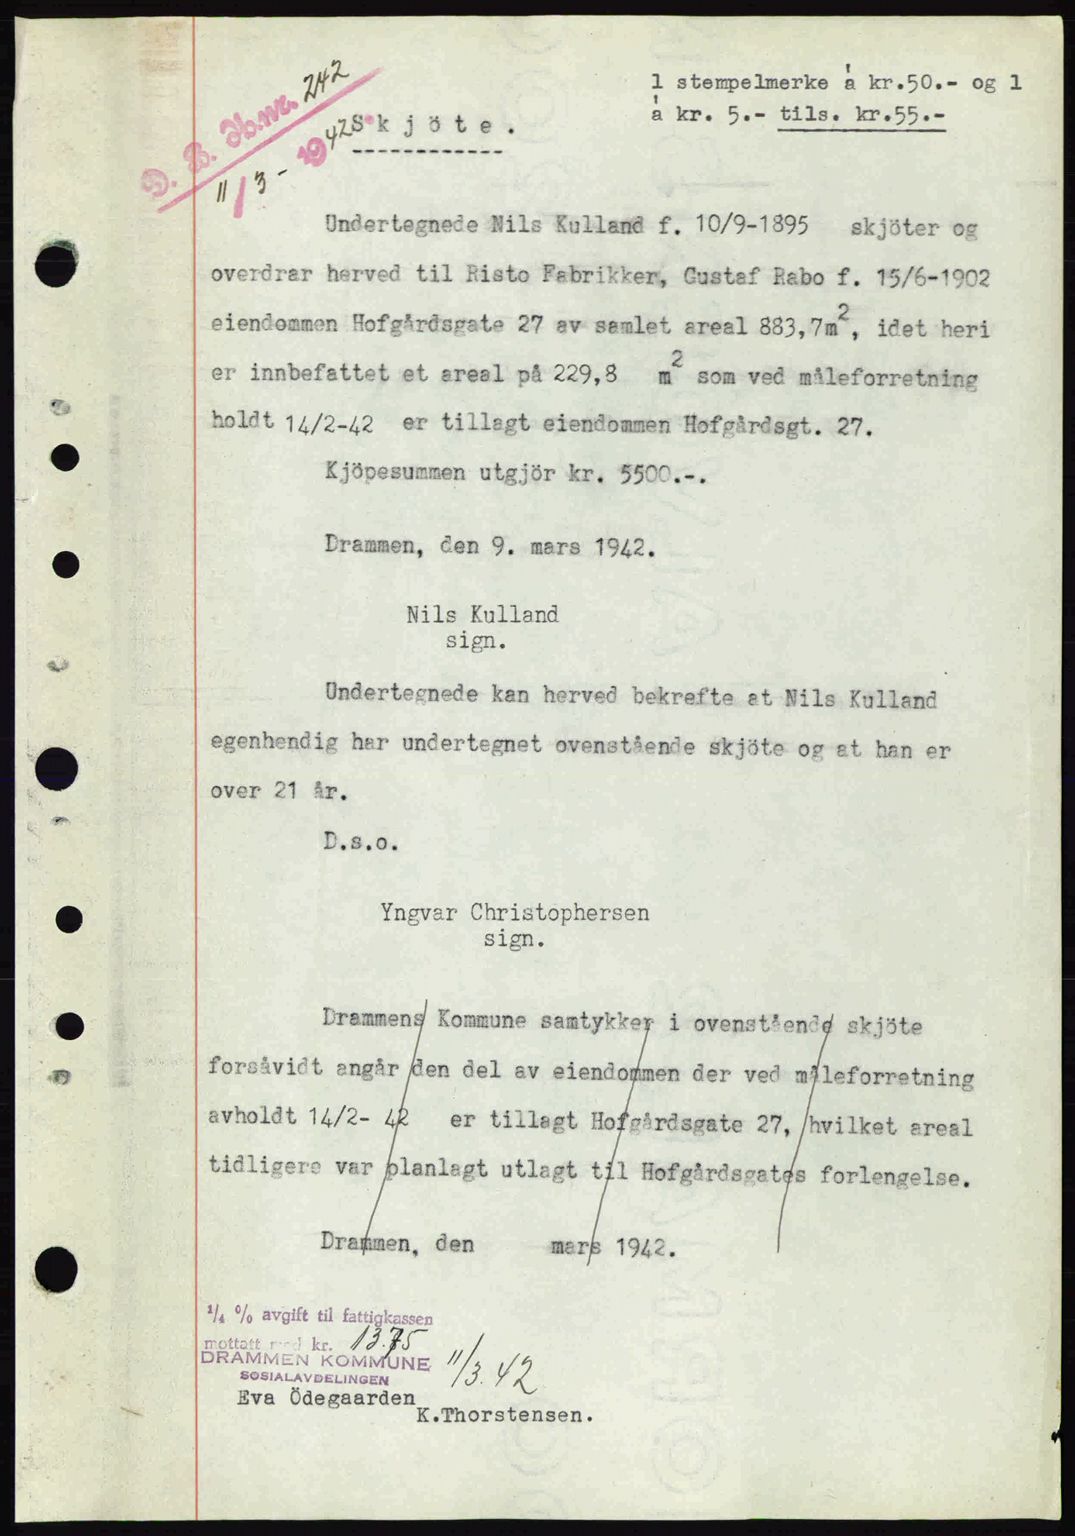 1 stempelmerke à kr.50.- og 1
à kr. 5.- tils. kr.55.-
D. B. Jb.nr. 242
11/3 - 1942
Skjöte.
Undertegnede Nils Kulland f. 10/9-1895 skjöter og
overdrar herved til Risto Fabrikker, Gustaf Rabo f. 15/6-1902
eiendommen Hofgårdsgate 27 av samlet areal 883,7m2, idet heri
er innbefattet et areal på 229,8 m2 som ved måleforretning
holdt 14/2-42 er tillagt eiendommen Hofgårdsgt. 27.
Kjöpesummen utgjör kr. 5500.-.
Drammen, den 9. mars 1942.
Nils Kulland
sign.
Undertegnede kan herved bekrefte at Nils Kulland
egenhendig har undertegnet ovenstående skjöte og at han er
over 21 år.
D.s.o.
Yngvar Christophersen
sign.
Drammens Kommune samtykker i ovenstående skjöte
forsåvidt angår den del av eiendommen der ved måleforretning
avholdt 14/2- 42 er tillagt Hofgårdsgate 27, hvilket areal
tidligere var planlagt utlagt til Hofgårdsgates forlengelse.
Drammen, den mars 1942.
1/4 % avgift til fattigkassen
mottatt med kr. 13.75
DRAMMEN KOMMUNE 11/3.42
SOSIALAVDELINGEN
Eva Ödegaarden
K.Thorstensen.